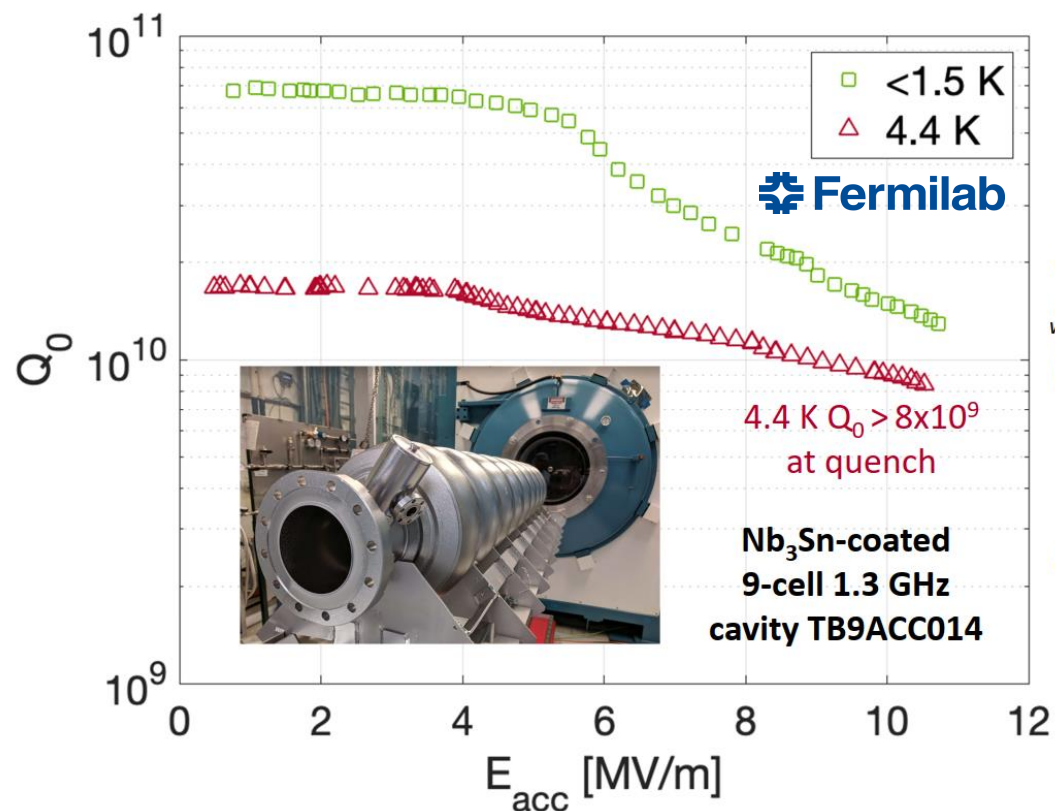 10¹¹
<1.5 K
4.4 K
Fermilab
Q₀
10¹⁰
4.4 K Q₀ > 8x10⁹
at quench
Nb₃Sn-coated
9-cell 1.3 GHz
cavity TB9ACC014
10⁹
0 2 4 6 8 10 12
E_acc [MV/m]